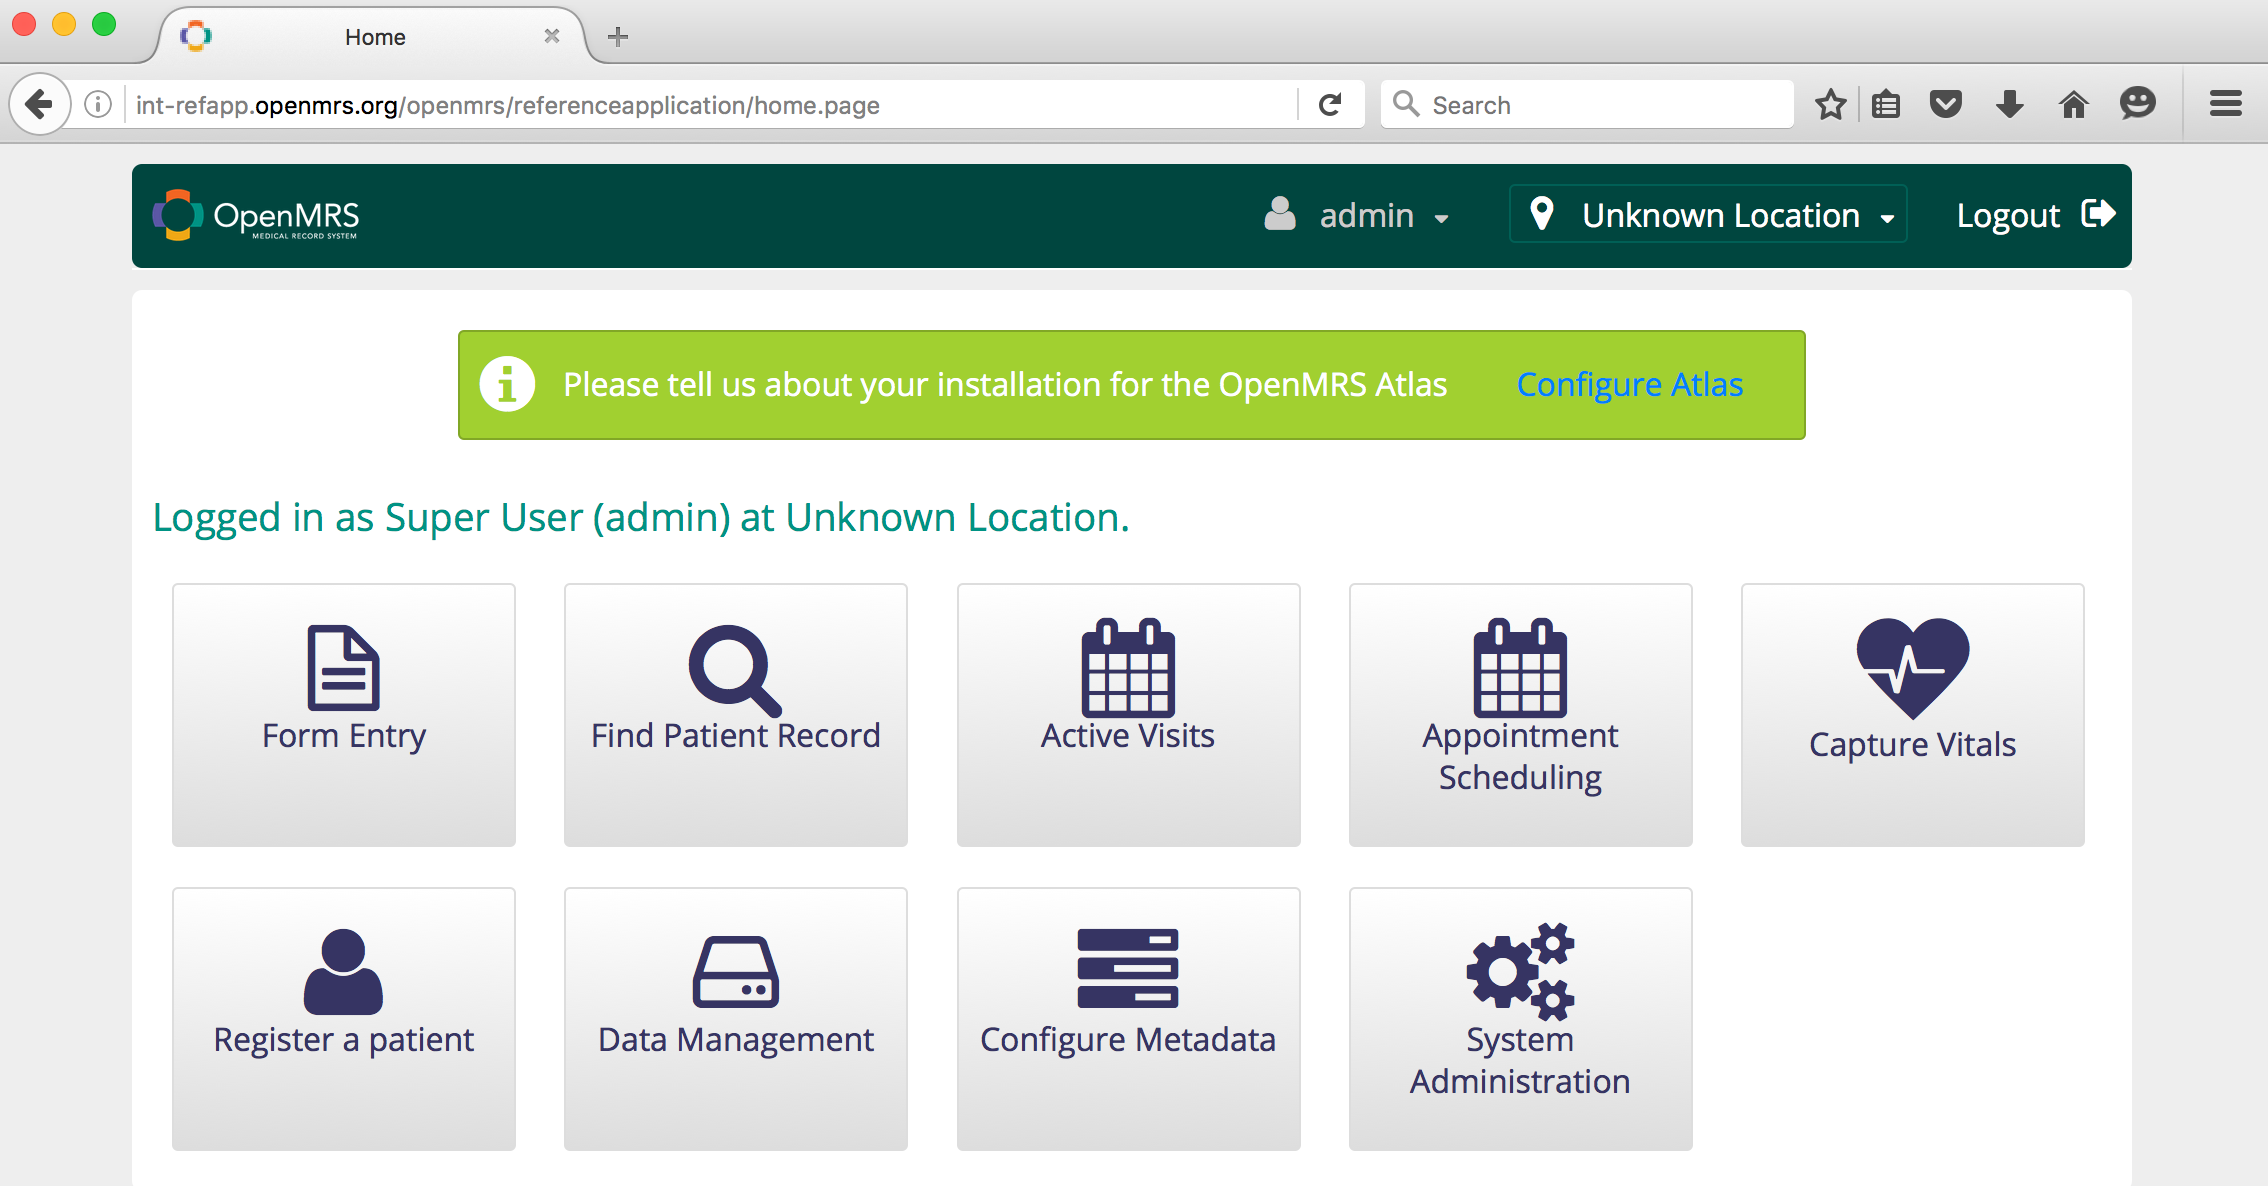 Home
int-refapp.openmrs.org/openmrs/referenceapplication/home.page
Search
OpenMRS
MEDICAL RECORD SYSTEM
admin
Unknown Location
Logout
Please tell us about your installation for the OpenMRS Atlas
Configure Atlas
Logged in as Super User (admin) at Unknown Location.
Form Entry
Find Patient Record
Active Visits
Appointment
Scheduling
Capture Vitals
Register a patient
Data Management
Configure Metadata
System
Administration